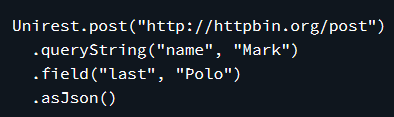 Unirest.post("http://httpbin.org/post")
  .queryString("name", "Mark")
  .field("last", "Polo")
  .asJson()